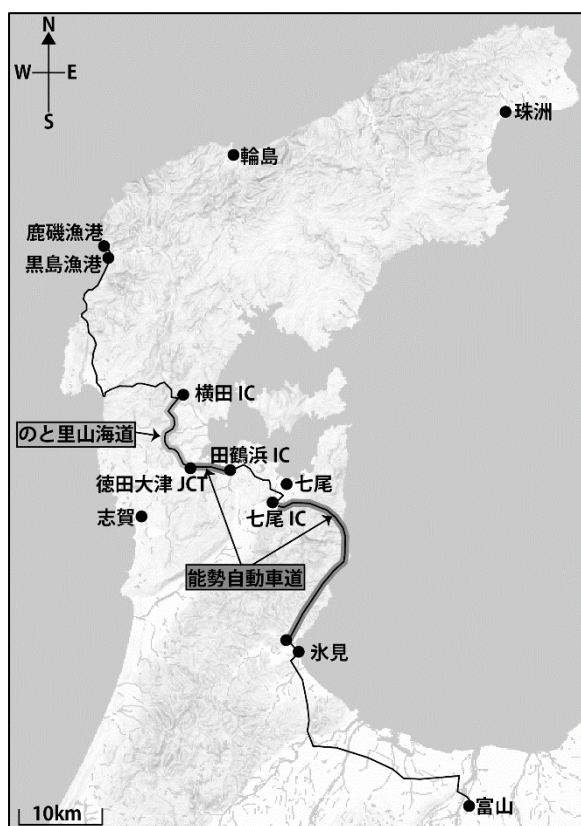 N
W E
S
珠洲
輪島
鹿磯漁港
黒島漁港
横田 IC
のと里山海道
田鶴浜 IC
徳田大津 JCT
七尾
志賀
七尾 IC
能勢自動車道
氷見
10km
富山